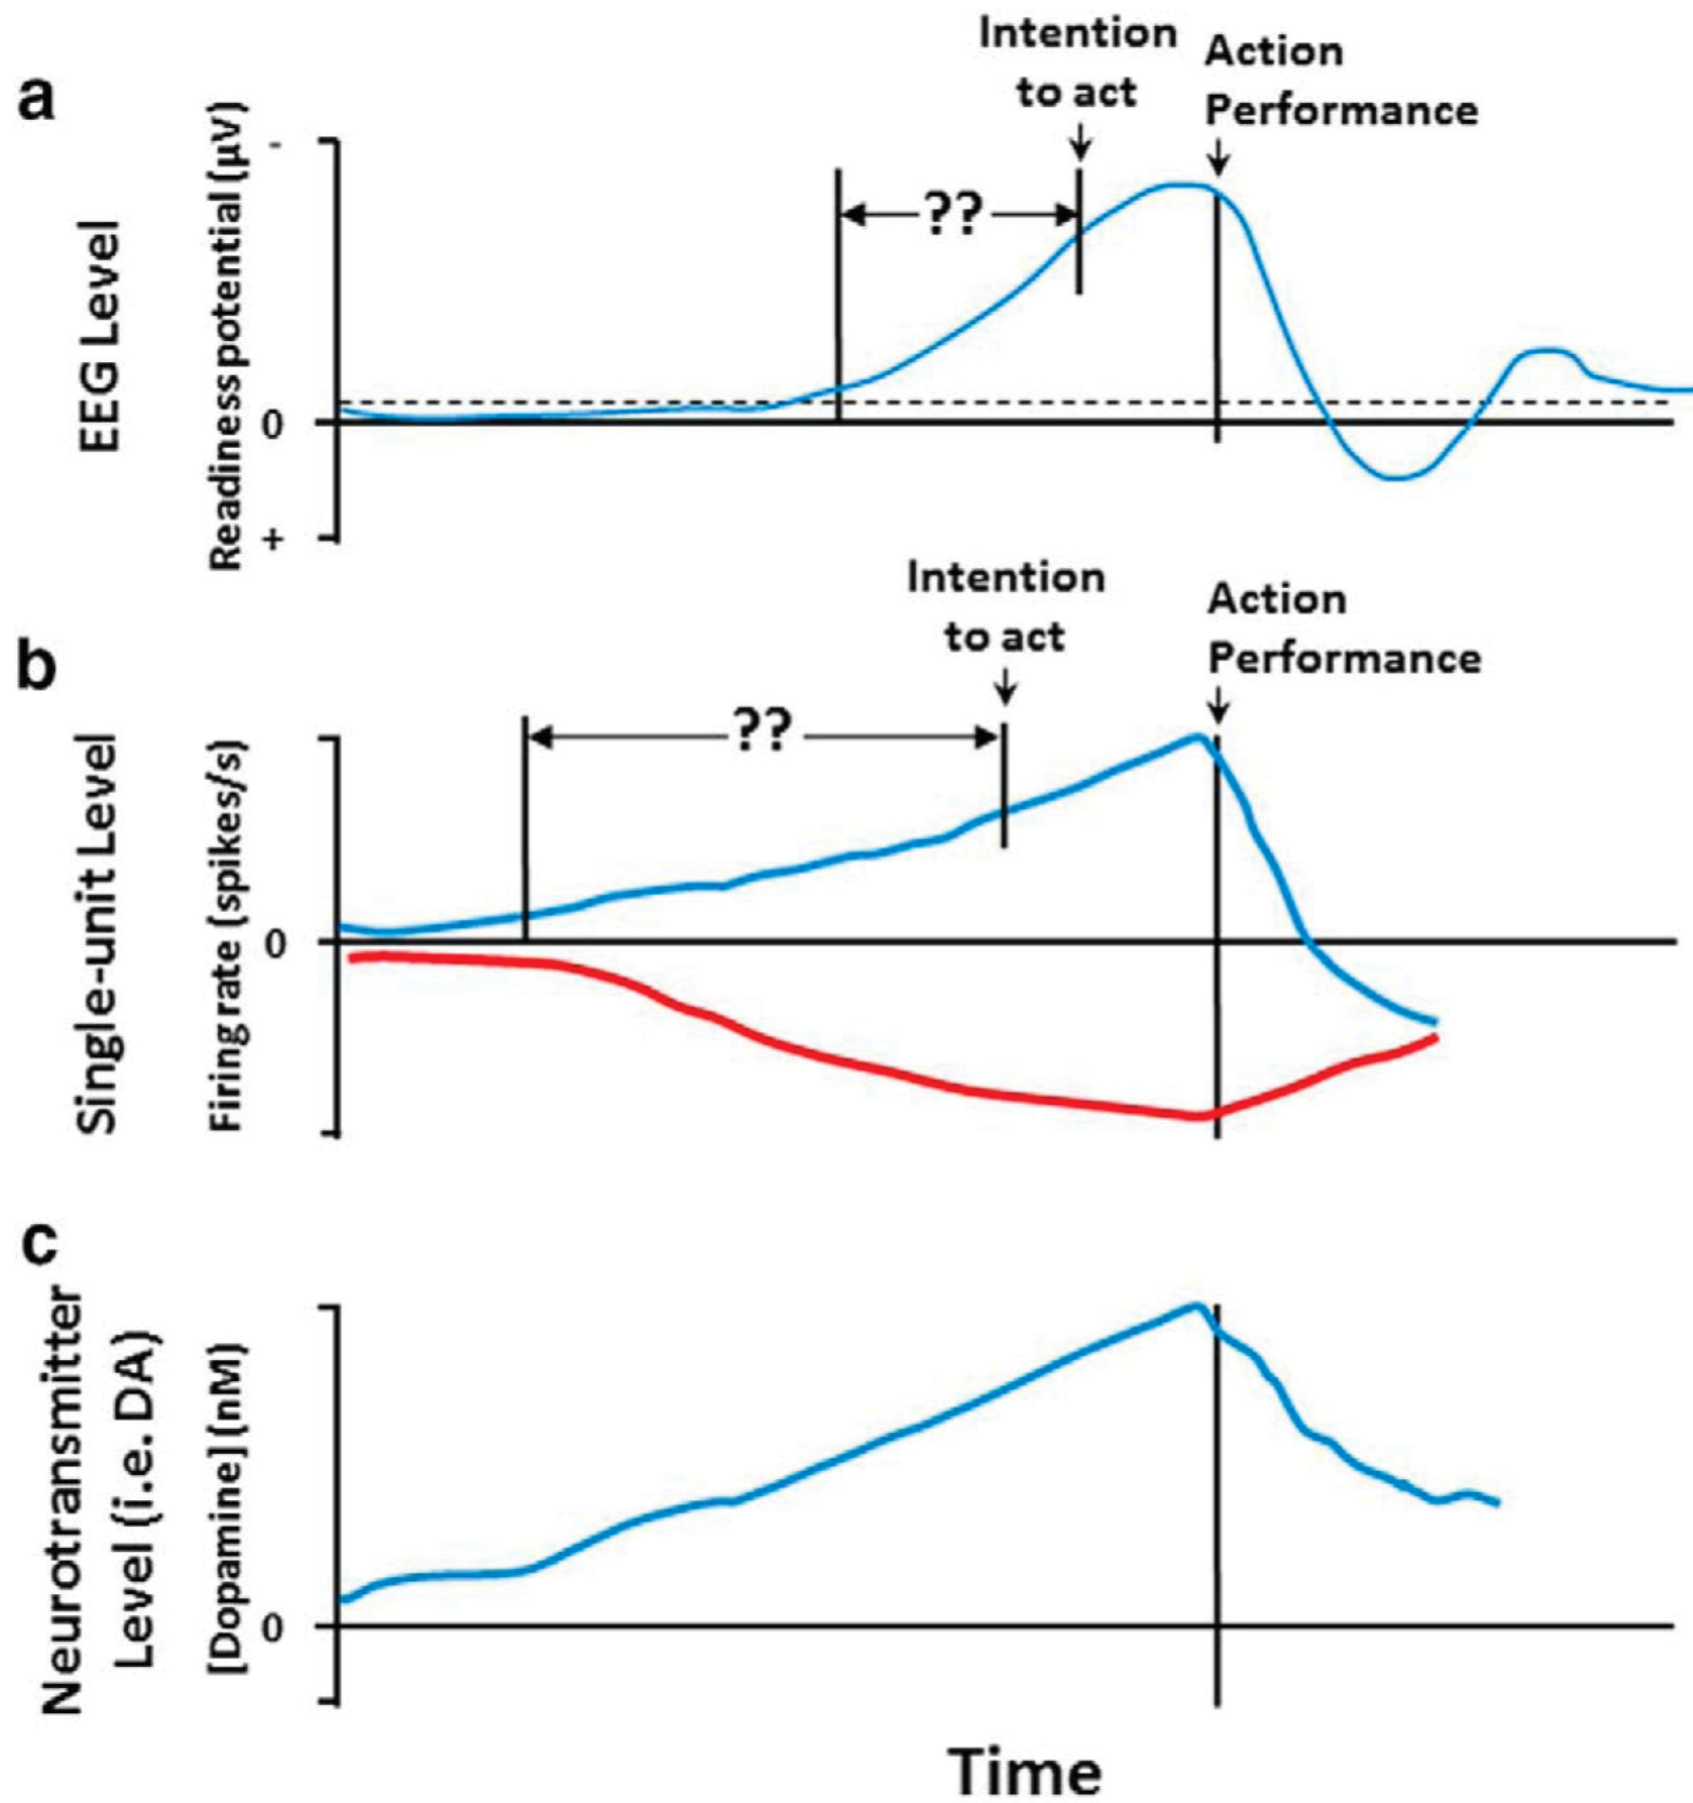 a
EEG Level
Readiness potential (µV)
-
0
+
Intention
to act
Action
Performance
??
b
Single-unit Level
Firing rate (spikes/s)
0
Intention
to act
Action
Performance
??
c
Neurotransmitter
Level (i.e. DA)
[Dopamine] (nM)
0
Time